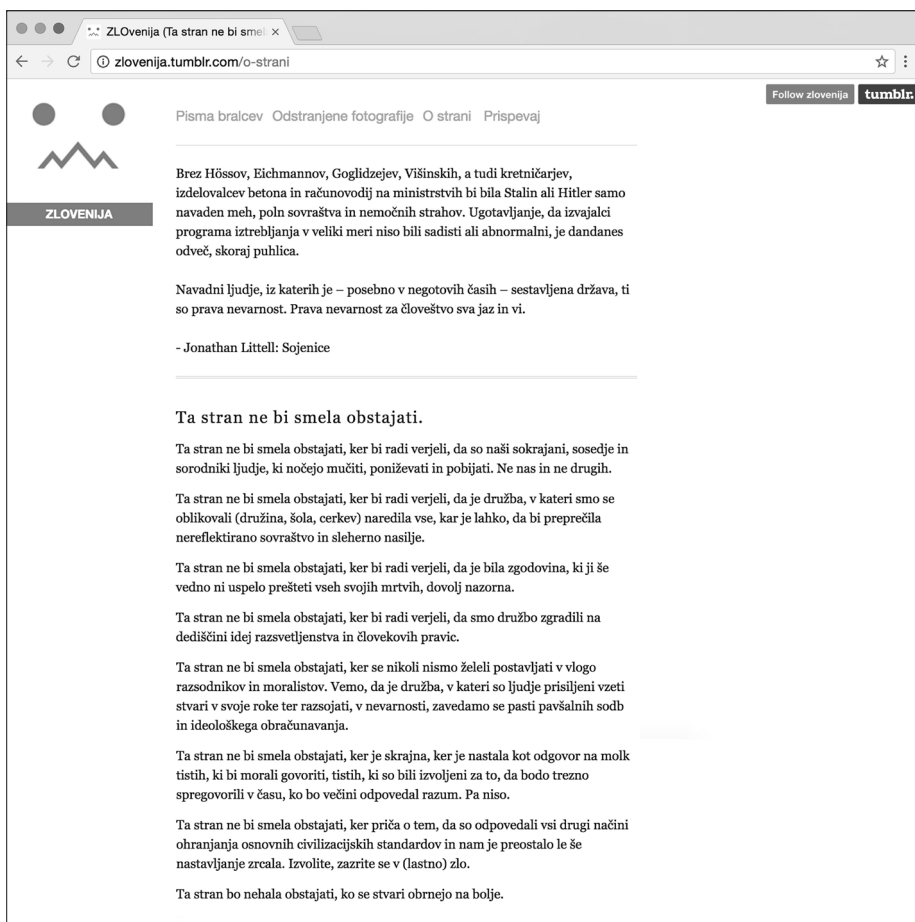 ZLOvenija (Ta stran ne bi sme
zlovenija.tumblr.com/o-strani
Follow zlovenija tumblr.
Pisma bralcev Odstranjene fotografije O strani Prispevaj
ZLOVENIJA
Brez Hössov, Eichmannov, Goglidzejev, Višinskih, a tudi kretničarjev,
izdelovalcev betona in računovodij na ministrstvih bi bila Stalin ali Hitler samo
navaden meh, poln sovraštva in nemočnih strahov. Ugotavljanje, da izvajalci
programa iztrebljanja v veliki meri niso bili sadisti ali abnormalni, je dandanes
odveč, skoraj puhlica.
Navadni ljudje, iz katerih je – posebno v negotovih časih – sestavljena država, ti
so prava nevarnost. Prava nevarnost za človeštvo sva jaz in vi.
- Jonathan Littell: Sojenice
Ta stran ne bi smela obstajati.
Ta stran ne bi smela obstajati, ker bi radi verjeli, da so naši sokrajani, sosedje in
sorodniki ljudje, ki nočejo mučiti, poniževati in pobijati. Ne nas in ne drugih.
Ta stran ne bi smela obstajati, ker bi radi verjeli, da je družba, v kateri smo se
oblikovali (družina, šola, cerkev) naredila vse, kar je lahko, da bi preprečila
nereflektirano sovraštvo in sleherno nasilje.
Ta stran ne bi smela obstajati, ker bi radi verjeli, da je bila zgodovina, ki ji še
vedno ni uspelo prešteti vseh svojih mrtvih, dovolj nazorna.
Ta stran ne bi smela obstajati, ker bi radi verjeli, da smo družbo zgradili na
dediščini idej razsvetljenstva in človekovih pravic.
Ta stran ne bi smela obstajati, ker se nikoli nismo želeli postavljati v vlogo
razsodnikov in moralistov. Vemo, da je družba, v kateri so ljudje prisiljeni vzeti
stvari v svoje roke ter razsojati, v nevarnosti, zavedamo se pasti pavšalnih sodb
in ideološkega obračunavanja.
Ta stran ne bi smela obstajati, ker je skrajna, ker je nastala kot odgovor na molk
tistih, ki bi morali govoriti, tistih, ki so bili izvoljeni za to, da bodo trezno
spregovorili v času, ko bo večini odpovedal razum. Pa niso.
Ta stran ne bi smela obstajati, ker priča o tem, da so odpovedali vsi drugi načini
ohranjanja osnovnih civilizacijskih standardov in nam je preostalo le še
nastavljanje zrcala. Izvolite, zazrite se v (lastno) zlo.
Ta stran bo nehala obstajati, ko se stvari obrnejo na bolje.